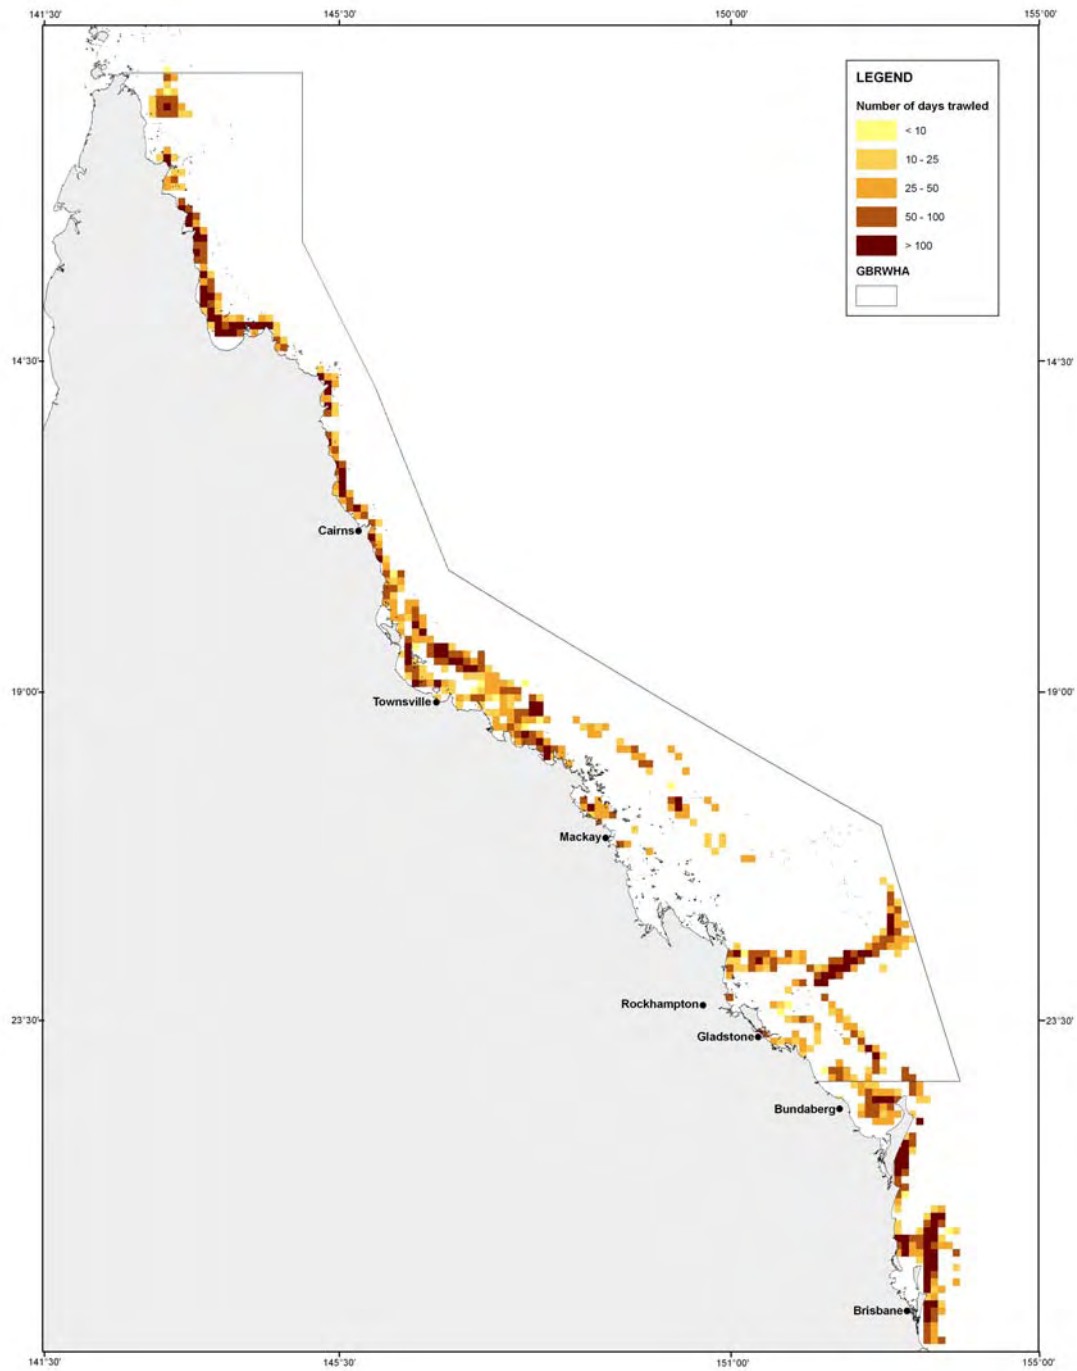 141°30' 145°30' 151°00' 155°00'
LEGEND
Number of days trawled
< 10
10 - 25
25 - 50
50 - 100
> 100
GBRWHA
14°30' 14°30'
Cairns
19°00' 19°00'
Townsville
Mackay
Rockhampton
23°30' 23°30'
Gladstone
Bundaberg
Brisbane
141°30' 145°30' 151°00' 155°00'